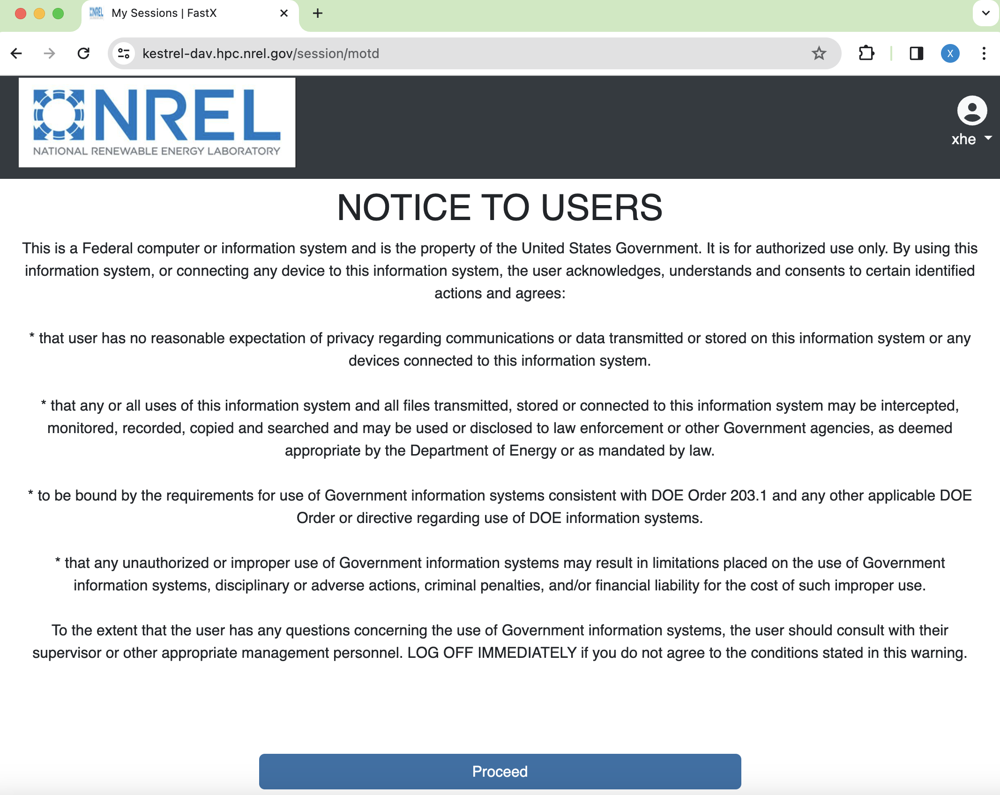 NREL My Sessions | FastX
kestrel-dav.hpc.nrel.gov/session/motd
X
NREL
NATIONAL RENEWABLE ENERGY LABORATORY
xhe
NOTICE TO USERS
This is a Federal computer or information system and is the property of the United States Government. It is for authorized use only. By using this
information system, or connecting any device to this information system, the user acknowledges, understands and consents to certain identified
actions and agrees:
* that user has no reasonable expectation of privacy regarding communications or data transmitted or stored on this information system or any
devices connected to this information system.
* that any or all uses of this information system and all files transmitted, stored or connected to this information system may be intercepted,
monitored, recorded, copied and searched and may be used or disclosed to law enforcement or other Government agencies, as deemed
appropriate by the Department of Energy or as mandated by law.
* to be bound by the requirements for use of Government information systems consistent with DOE Order 203.1 and any other applicable DOE
Order or directive regarding use of DOE information systems.
* that any unauthorized or improper use of Government information systems may result in limitations placed on the use of Government
information systems, disciplinary or adverse actions, criminal penalties, and/or financial liability for the cost of such improper use.
To the extent that the user has any questions concerning the use of Government information systems, the user should consult with their
supervisor or other appropriate management personnel. LOG OFF IMMEDIATELY if you do not agree to the conditions stated in this warning.
Proceed